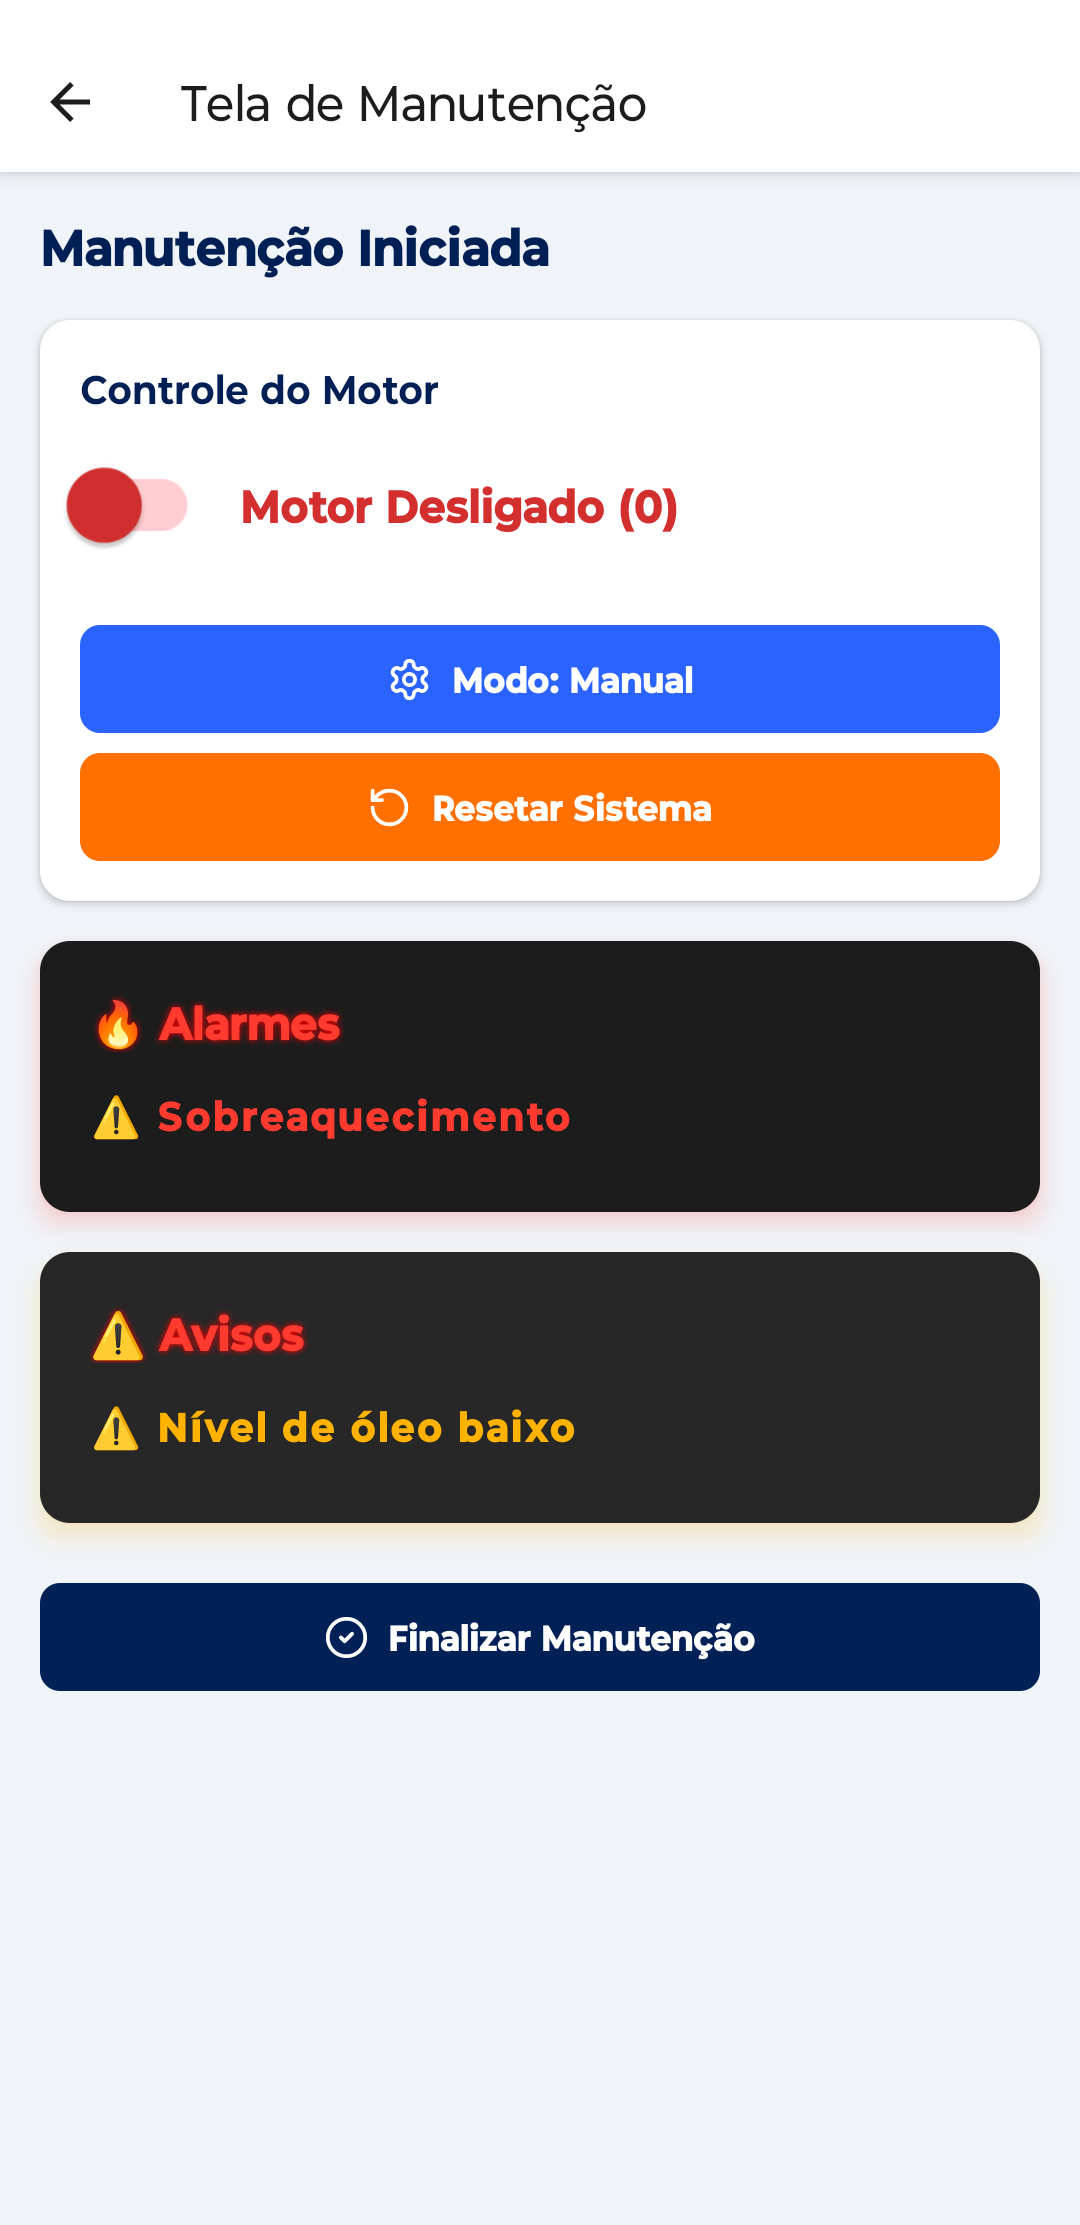 Tela de Manutenção
Manutenção Iniciada
Controle do Motor
Motor Desligado (0)
Modo: Manual
Resetar Sistema
🔥 Alarmes
⚠️ Sobreaquecimento
⚠️ Avisos
⚠️ Nível de óleo baixo
Finalizar Manutenção